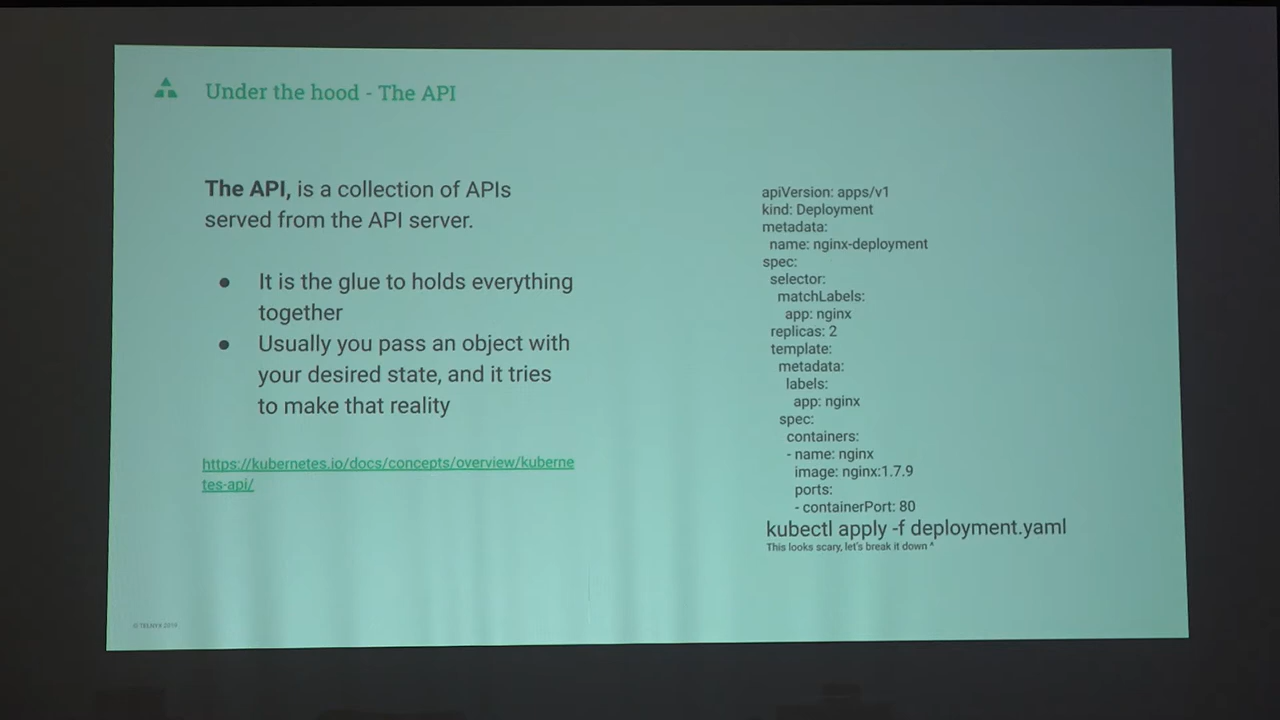 Under the hood - The API
The API, is a collection of APIs
served from the API server.
● It is the glue to holds everything
together
● Usually you pass an object with
your desired state, and it tries
to make that reality
https://kubernetes.io/docs/concepts/overview/kuberne
tes-api/
apiVersion: apps/v1
kind: Deployment
metadata:
  name: nginx-deployment
spec:
  selector:
    matchLabels:
      app: nginx
  replicas: 2
  template:
    metadata:
      labels:
        app: nginx
    spec:
      containers:
      - name: nginx
        image: nginx:1.7.9
        ports:
        - containerPort: 80
kubectl apply -f deployment.yaml
This looks scary, let's break it down ^
© TELNYX 2019